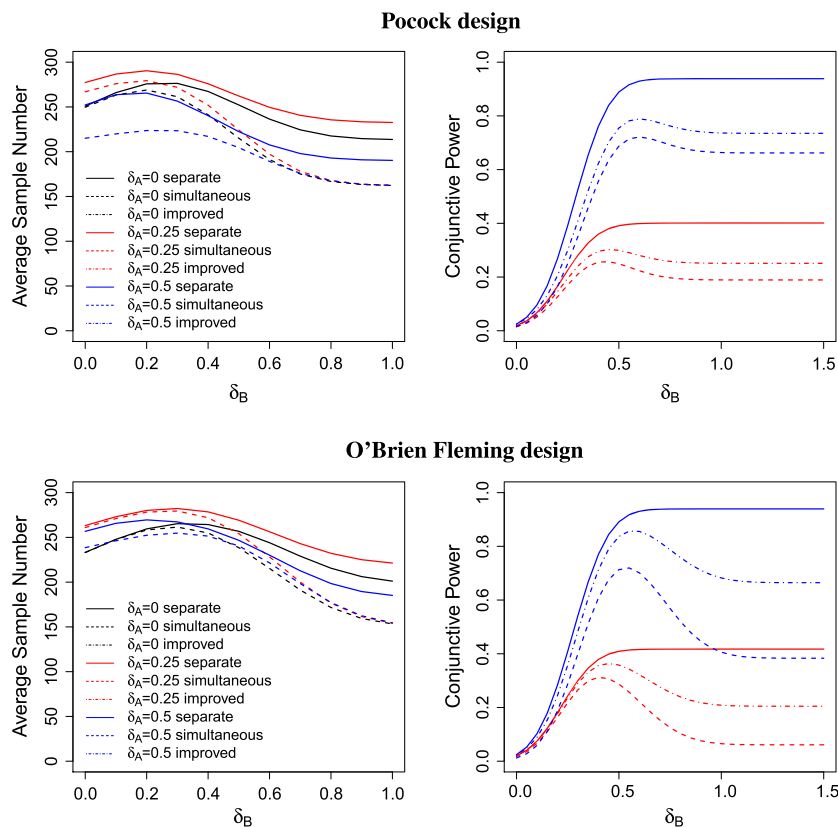 Pocock design
Average Sample Number
300
250
200
150
100
50
0
δA=0 separate
δA=0 simultaneous
δA=0 improved
δA=0.25 separate
δA=0.25 simultaneous
δA=0.25 improved
δA=0.5 separate
δA=0.5 simultaneous
δA=0.5 improved
0.0 0.2 0.4 0.6 0.8 1.0
δB
Conjunctive Power
1.0
0.8
0.6
0.4
0.2
0.0
0.0 0.5 1.0 1.5
δB
O'Brien Fleming design
Average Sample Number
300
250
200
150
100
50
0
δA=0 separate
δA=0 simultaneous
δA=0 improved
δA=0.25 separate
δA=0.25 simultaneous
δA=0.25 improved
δA=0.5 separate
δA=0.5 simultaneous
δA=0.5 improved
0.0 0.2 0.4 0.6 0.8 1.0
δB
Conjunctive Power
1.0
0.8
0.6
0.4
0.2
0.0
0.0 0.5 1.0 1.5
δB